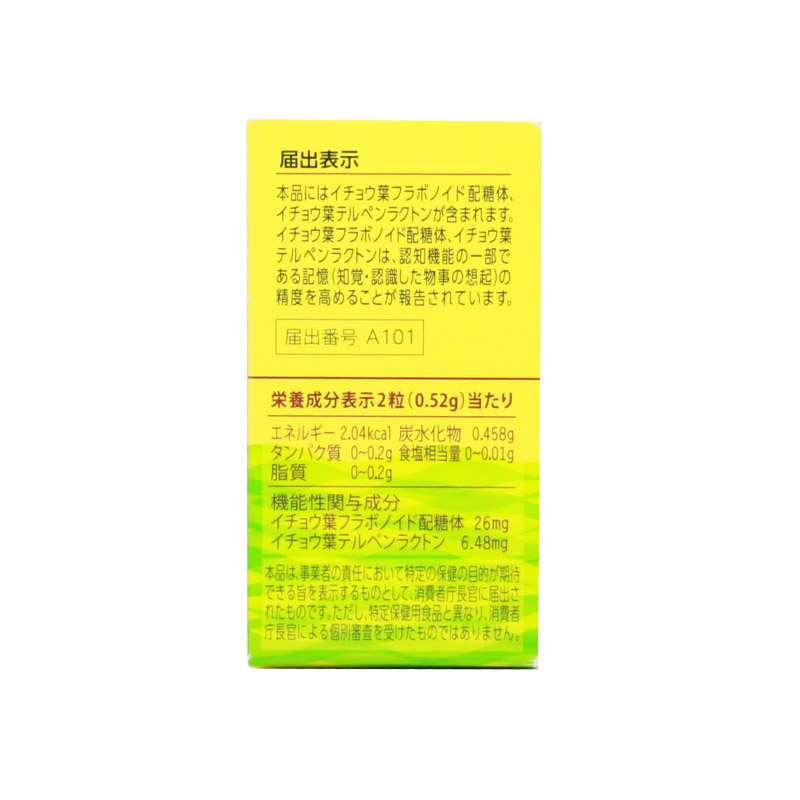 届出表示
本品にはイチョウ葉フラボノイド配糖体、
イチョウ葉テルペンラクトンが含まれます。
イチョウ葉フラボノイド配糖体、イチョウ葉
テルペンラクトンは、認知機能の一部で
ある記憶(知覚・認識した物事の想起)の
精度を高めることが報告されています。
届出番号 A101
栄養成分表示2粒(0.52g)当たり
エネルギー 2.04kcal 炭水化物 0.458g
タンパク質 0~0.2g 食塩相当量 0~0.01g
脂質 0~0.2g
機能性関与成分
イチョウ葉フラボノイド配糖体 26mg
イチョウ葉テルペンラクトン 6.48mg
本品は、事業者の責任において特定の保健の目的が期待
できる旨を表示するものとして、消費者庁長官に届出さ
れたものです。ただし、特定保健用食品と異なり、消費者
庁長官による個別審査を受けたものではありません。